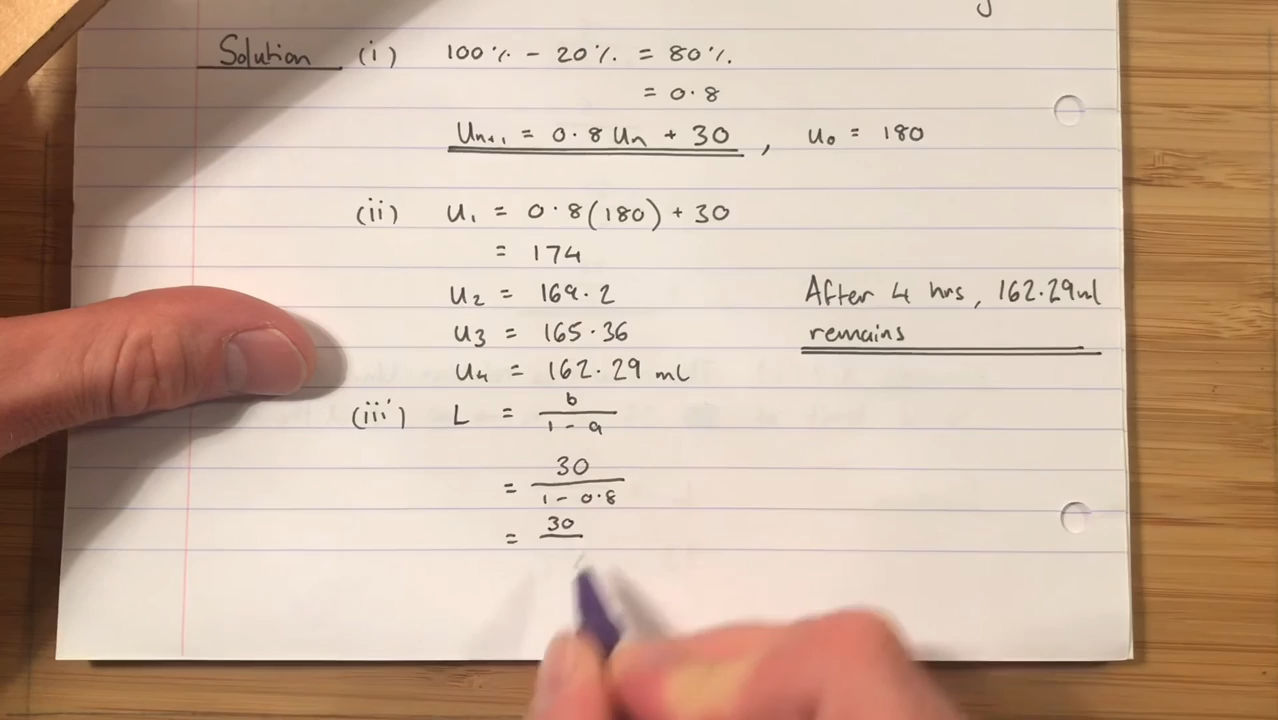 Solution (i) 100% - 20% = 80%.
= 0.8
Un+1 = 0.8 Un + 30 , u0 = 180
(ii) u1 = 0.8(180) + 30
= 174
u2 = 169.2
After 4 hrs, 162.29ml
u3 = 165.36
remains
u4 = 162.29 ml
(iii) L = b / 1 - a
= 30 / 1 - 0.8
= 30